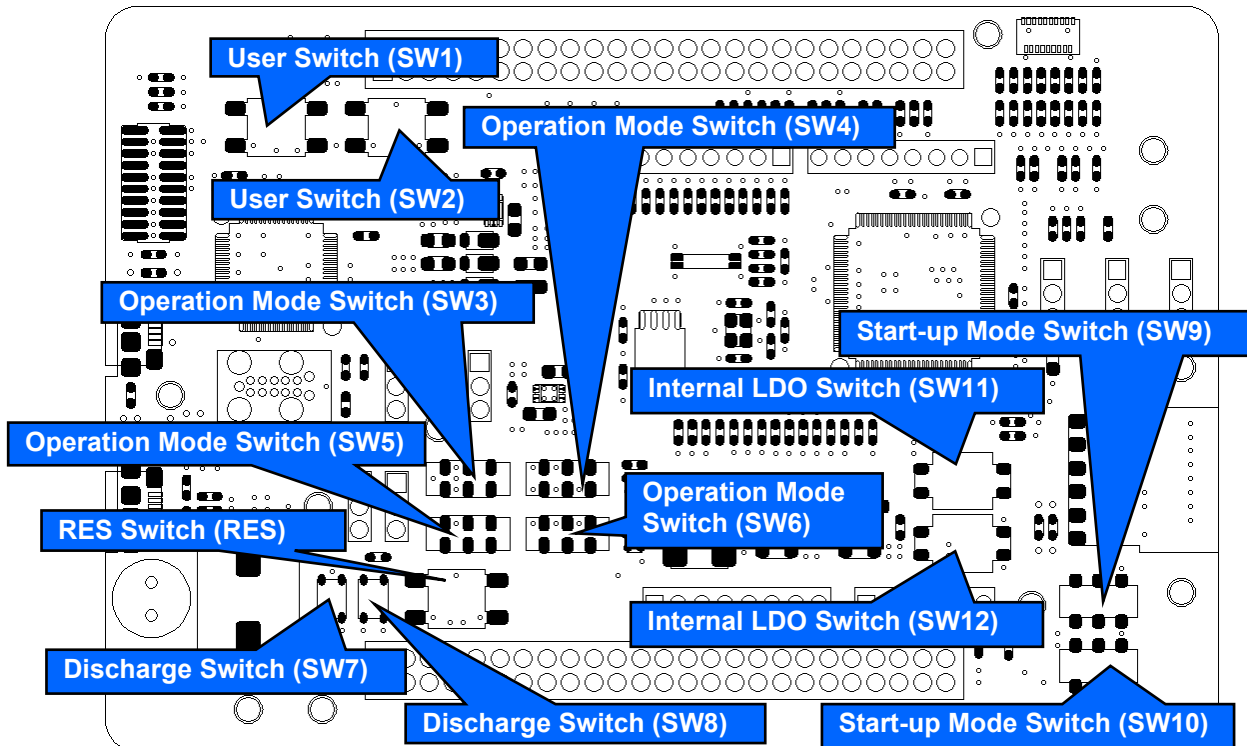 User Switch (SW1)
Operation Mode Switch (SW4)
User Switch (SW2)
Operation Mode Switch (SW3)
Start-up Mode Switch (SW9)
Internal LDO Switch (SW11)
Operation Mode Switch (SW5)
Operation Mode
Switch (SW6)
RES Switch (RES)
Internal LDO Switch (SW12)
Discharge Switch (SW7)
Discharge Switch (SW8)
Start-up Mode Switch (SW10)